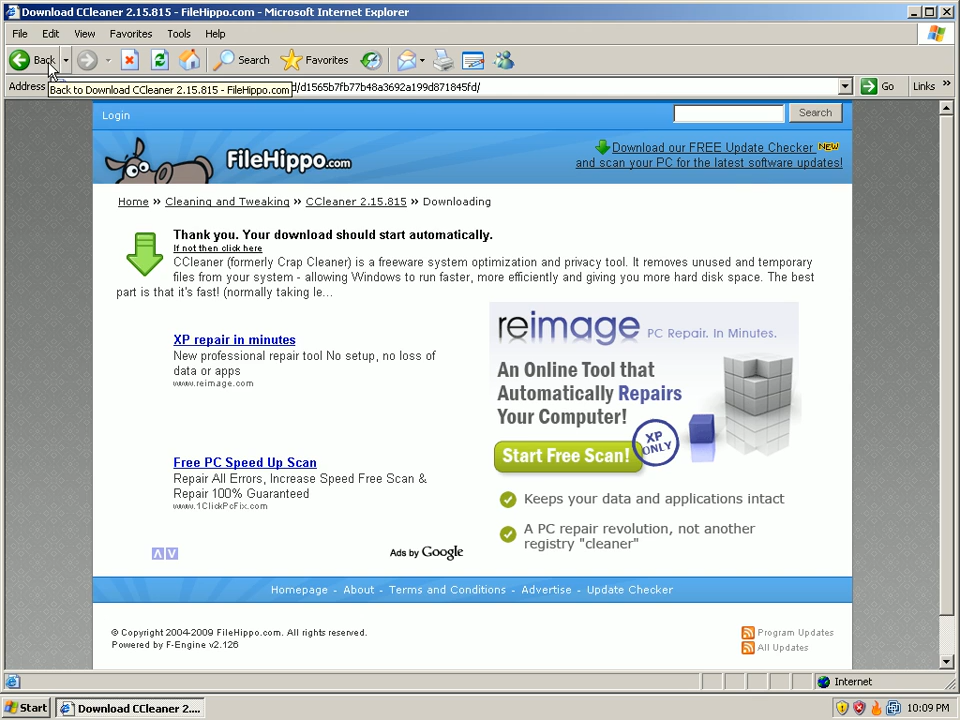 Download CCleaner 2.15.815 - FileHippo.com - Microsoft Internet Explorer
File Edit View Favorites Tools Help
Back Search Favorites
Address d/d1565b7fb77b48a3692a199d871845fd/ Go Links »
Back to Download CCleaner 2.15.815 - FileHippo.com
Login Search
FileHippo.com
Download our FREE Update Checker NEW
and scan your PC for the latest software updates!
Home » Cleaning and Tweaking » CCleaner 2.15.815 » Downloading
Thank you. Your download should start automatically.
If not then click here
CCleaner (formerly Crap Cleaner) is a freeware system optimization and privacy tool. It removes unused and temporary
files from your system - allowing Windows to run faster, more efficiently and giving you more hard disk space. The best
part is that it's fast! (normally taking le...
XP repair in minutes
New professional repair tool No setup, no loss of
data or apps
www.reimage.com
Free PC Speed Up Scan
Repair All Errors, Increase Speed Free Scan &
Repair 100% Guaranteed
www.1ClickPcFix.com
Ads by Google
reimage PC Repair. In Minutes.
An Online Tool that
Automatically Repairs
Your Computer!
Start Free Scan!
XP
ONLY
Keeps your data and applications intact
A PC repair revolution, not another
registry "cleaner"
Homepage - About - Terms and Conditions - Advertise - Update Checker
© Copyright 2004-2009 FileHippo.com. All rights reserved.
Powered by F-Engine v2.126
Program Updates
All Updates
Internet
Start Download CCleaner 2.... 10:09 PM